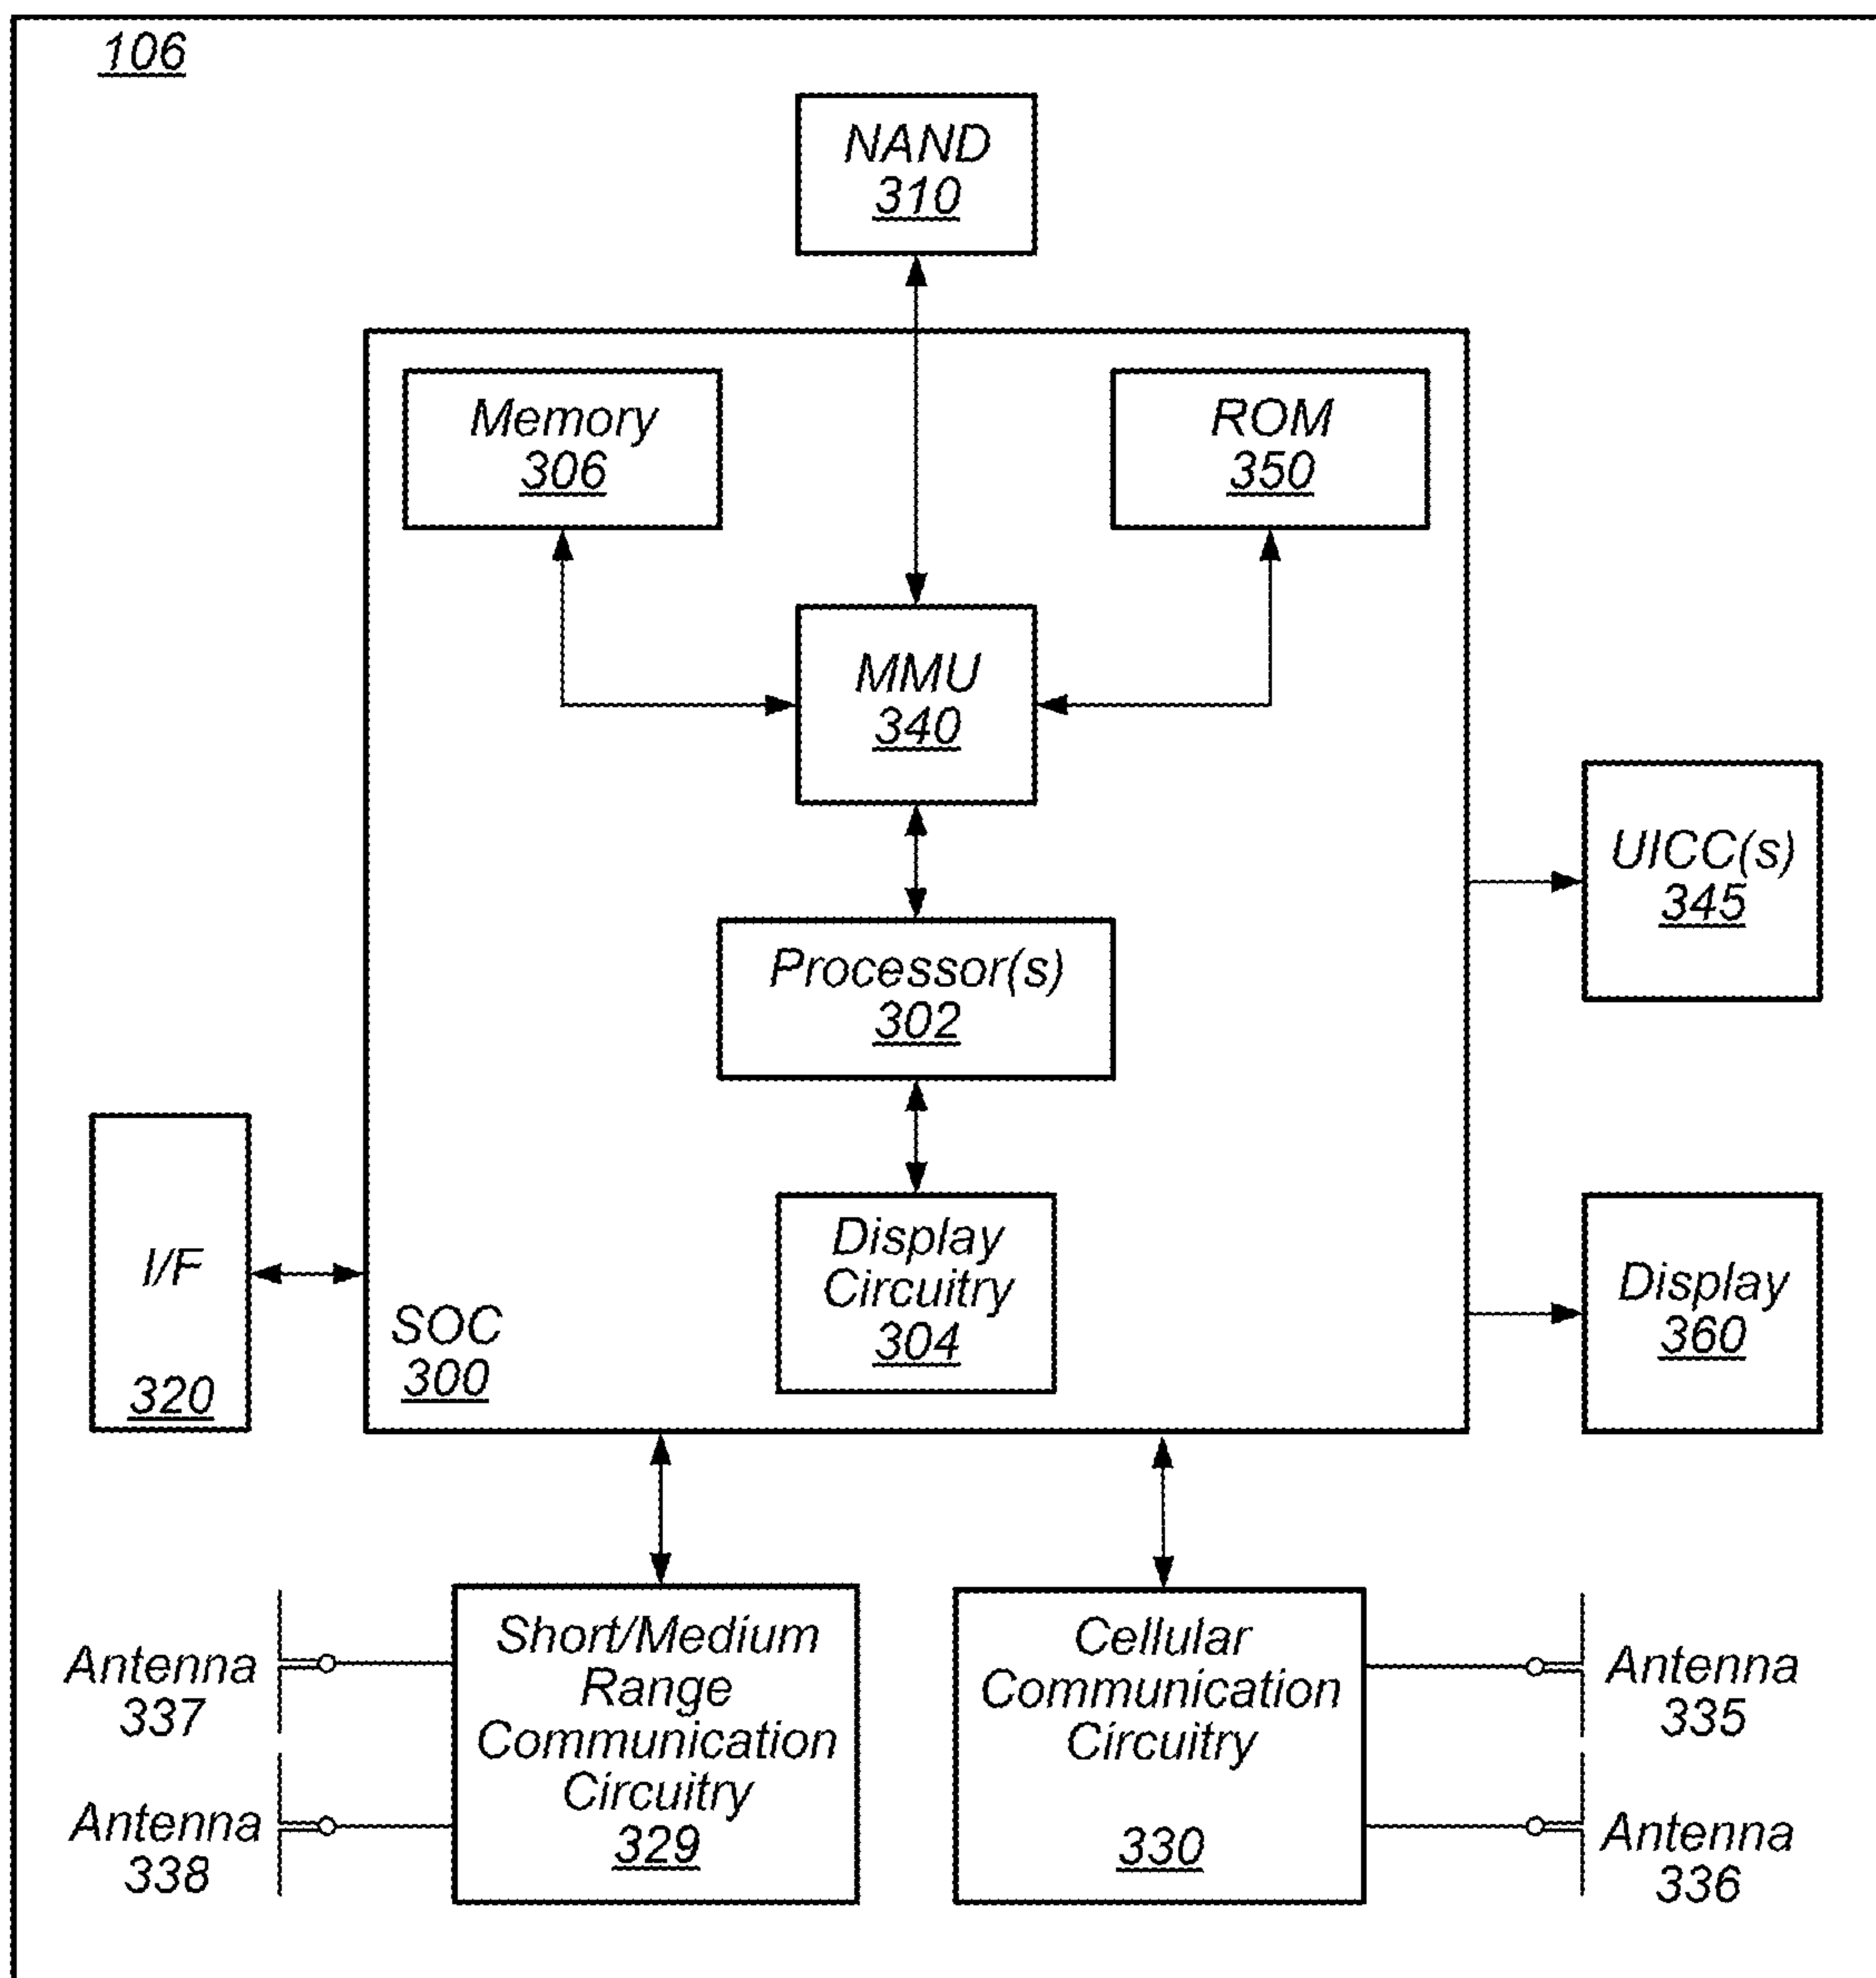 106
NAND
310
Memory
306
ROM
350
MMU
340
UICC(s)
345
Processor(s)
302
I/F
320
Display
Circuitry
304
SOC
300
Display
360
Antenna
337
Antenna
338
Short/Medium
Range
Communication
Circuitry
329
Cellular
Communication
Circuitry
330
Antenna
335
Antenna
336